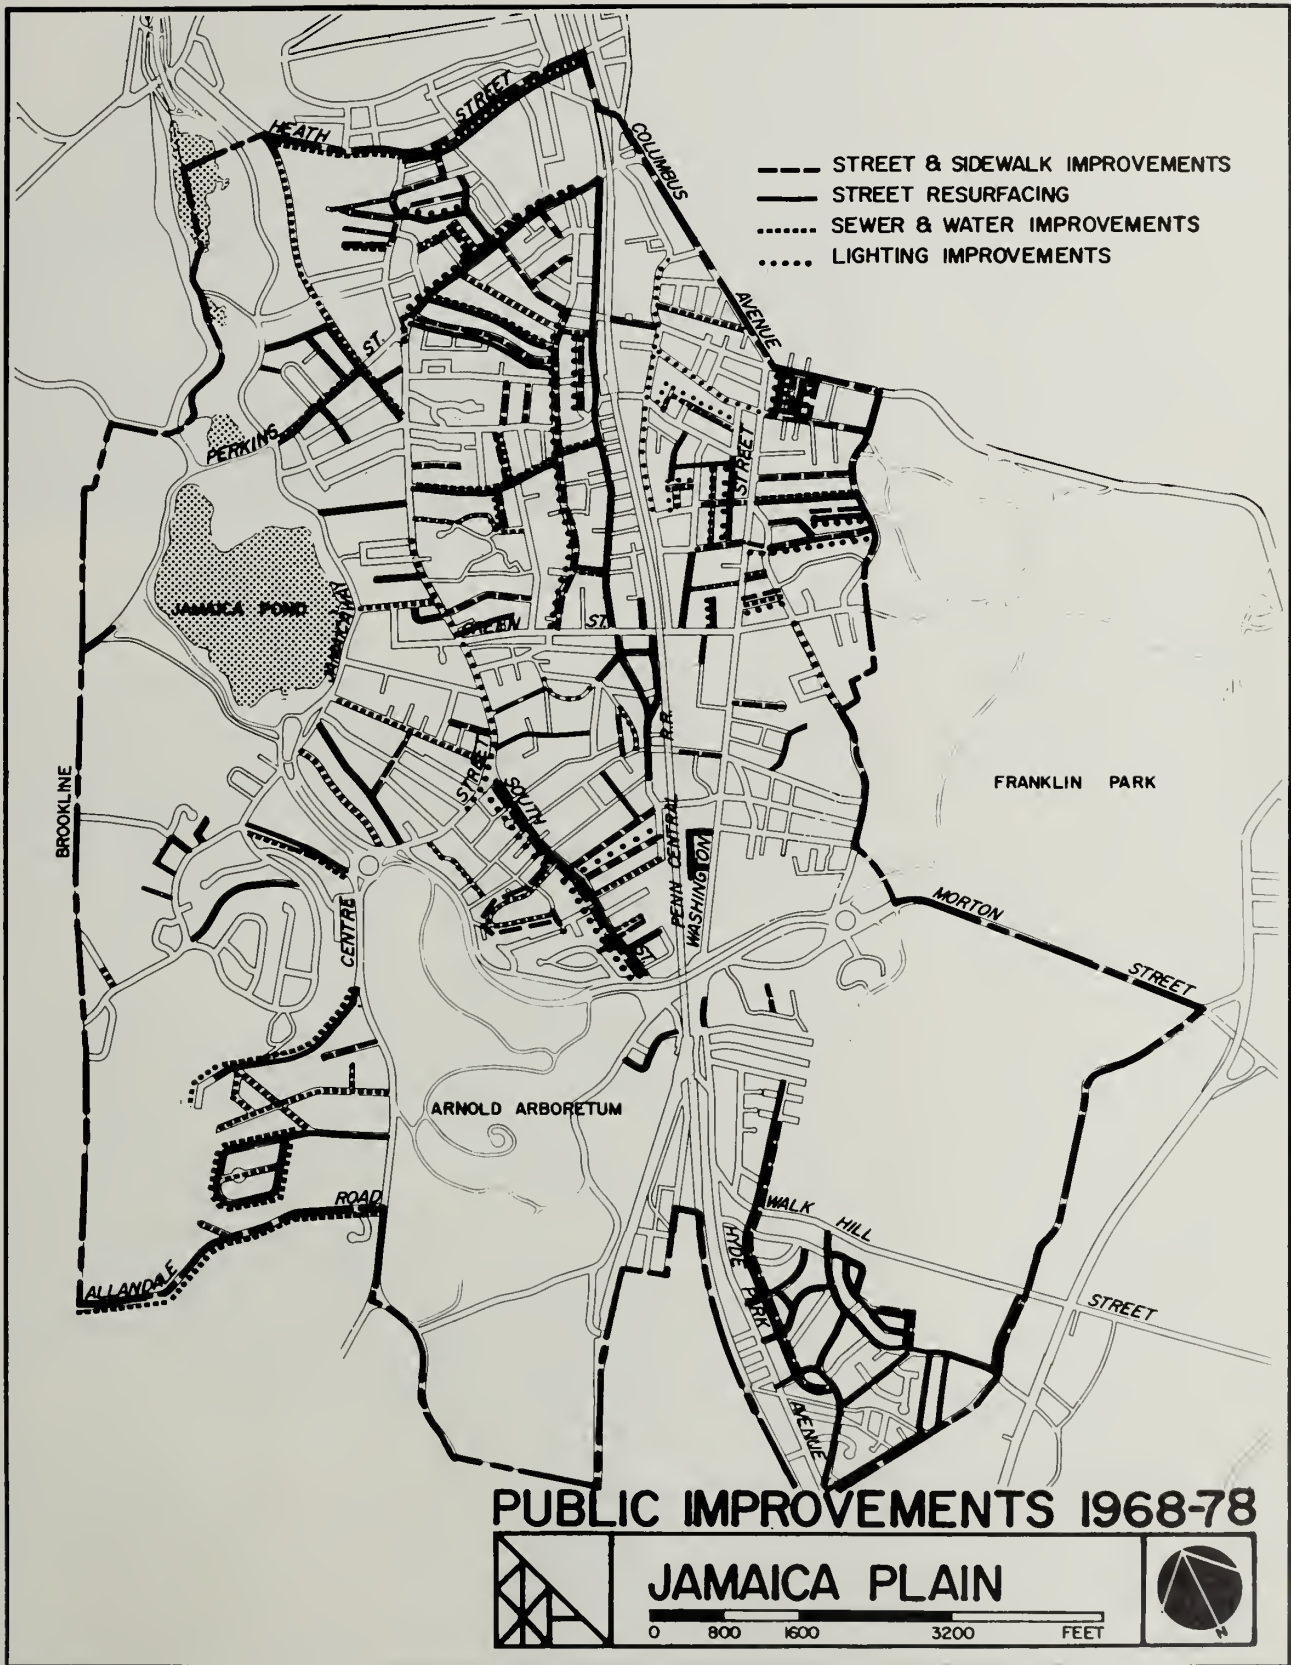 HEATH
STREET
COLUMBUS
AVENUE
STREET & SIDEWALK IMPROVEMENTS
STREET RESURFACING
SEWER & WATER IMPROVEMENTS
LIGHTING IMPROVEMENTS
ST.
PERKINS
STREET
JAMAICA POND
JAMAICAWAY
GREEN
ST.
R.R.
BROOKLINE
STREET
SOUTH
FRANKLIN PARK
PENN CENTRAL
WASHINGTON
CENTRE
MORTON
STREET
ST.
ARNOLD ARBORETUM
ROAD
ALLANDALE
WALK
HILL
STREET
HYDE
PARK
AVENUE
PUBLIC IMPROVEMENTS 1968-78
JAMAICA PLAIN
0 800 1600 3200 FEET
N